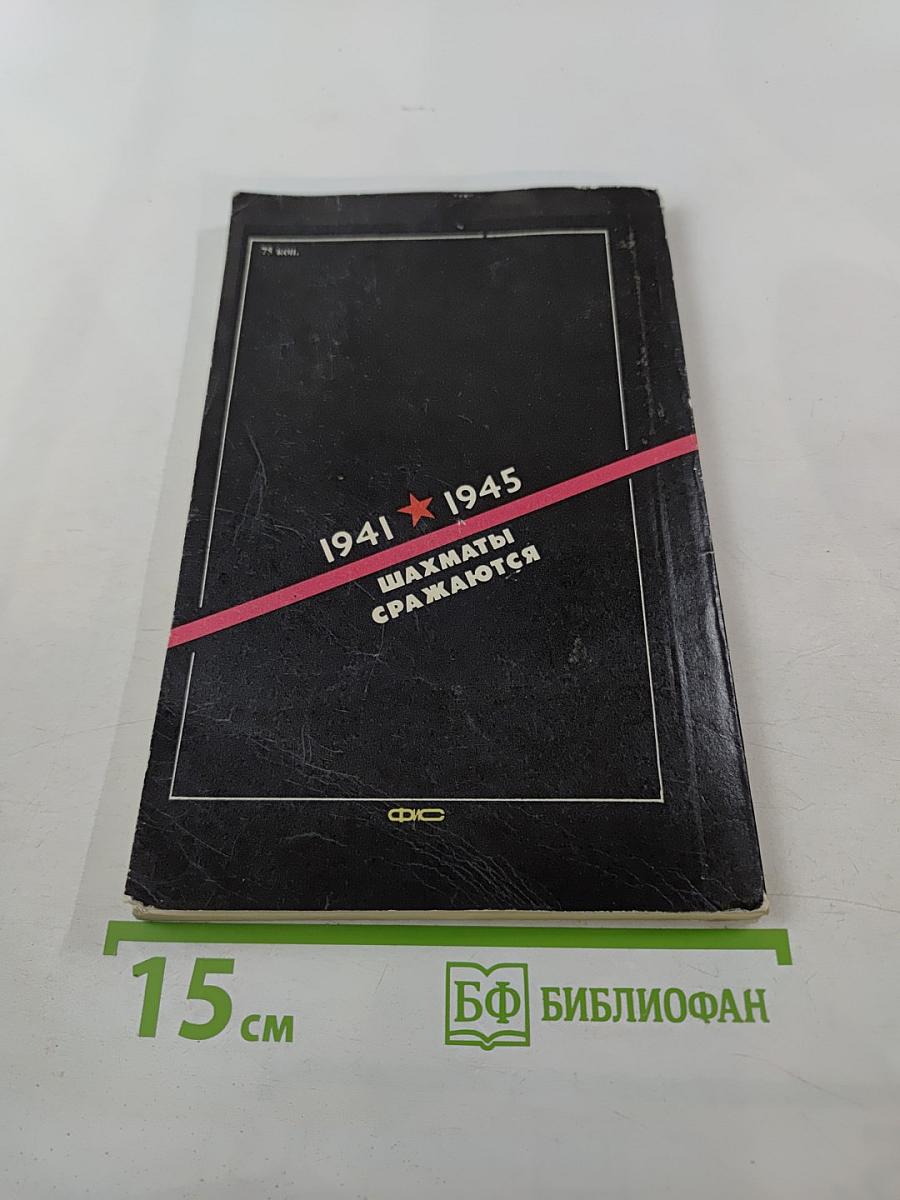 75 коп.
1941 ★ 1945
ШАХМАТЫ
СРАЖАЮТСЯ
ФиС
15 см
БФ БИБЛИОФАН